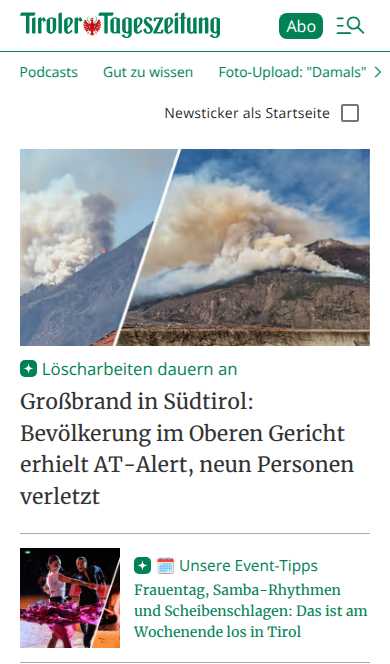 Tiroler Tageszeitung
Abo
Podcasts Gut zu wissen Foto-Upload: "Damals"
Newsticker als Startseite
Löscharbeiten dauern an
Großbrand in Südtirol:
Bevölkerung im Oberen Gericht
erhielt AT-Alert, neun Personen
verletzt
Unsere Event-Tipps
Frauentag, Samba-Rhythmen
und Scheibenschlagen: Das ist am
Wochenende los in Tirol